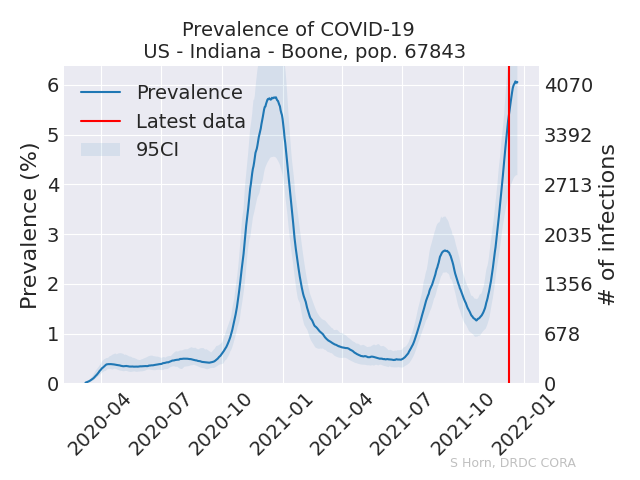 Prevalence of COVID-19
US - Indiana - Boone, pop. 67843
Prevalence
Latest data
95CI
Prevalence (%)
6
5
4
3
2
1
0
4070
3392
2713
2035
1356
678
0
# of infections
2020-04
2020-07
2020-10
2021-01
2021-04
2021-07
2021-10
2022-01
S Horn, DRDC CORA